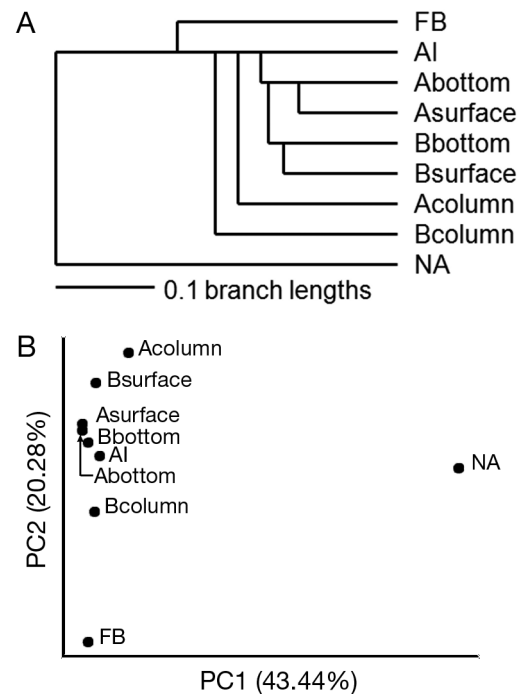 A
FB
AI
Abottom
Asurface
Bbottom
Bsurface
Acolumn
Bcolumn
NA
0.1 branch lengths
B
Acolumn
Bsurface
Asurface
Bbottom
AI
Abottom
NA
Bcolumn
FB
PC2 (20.28%)
PC1 (43.44%)